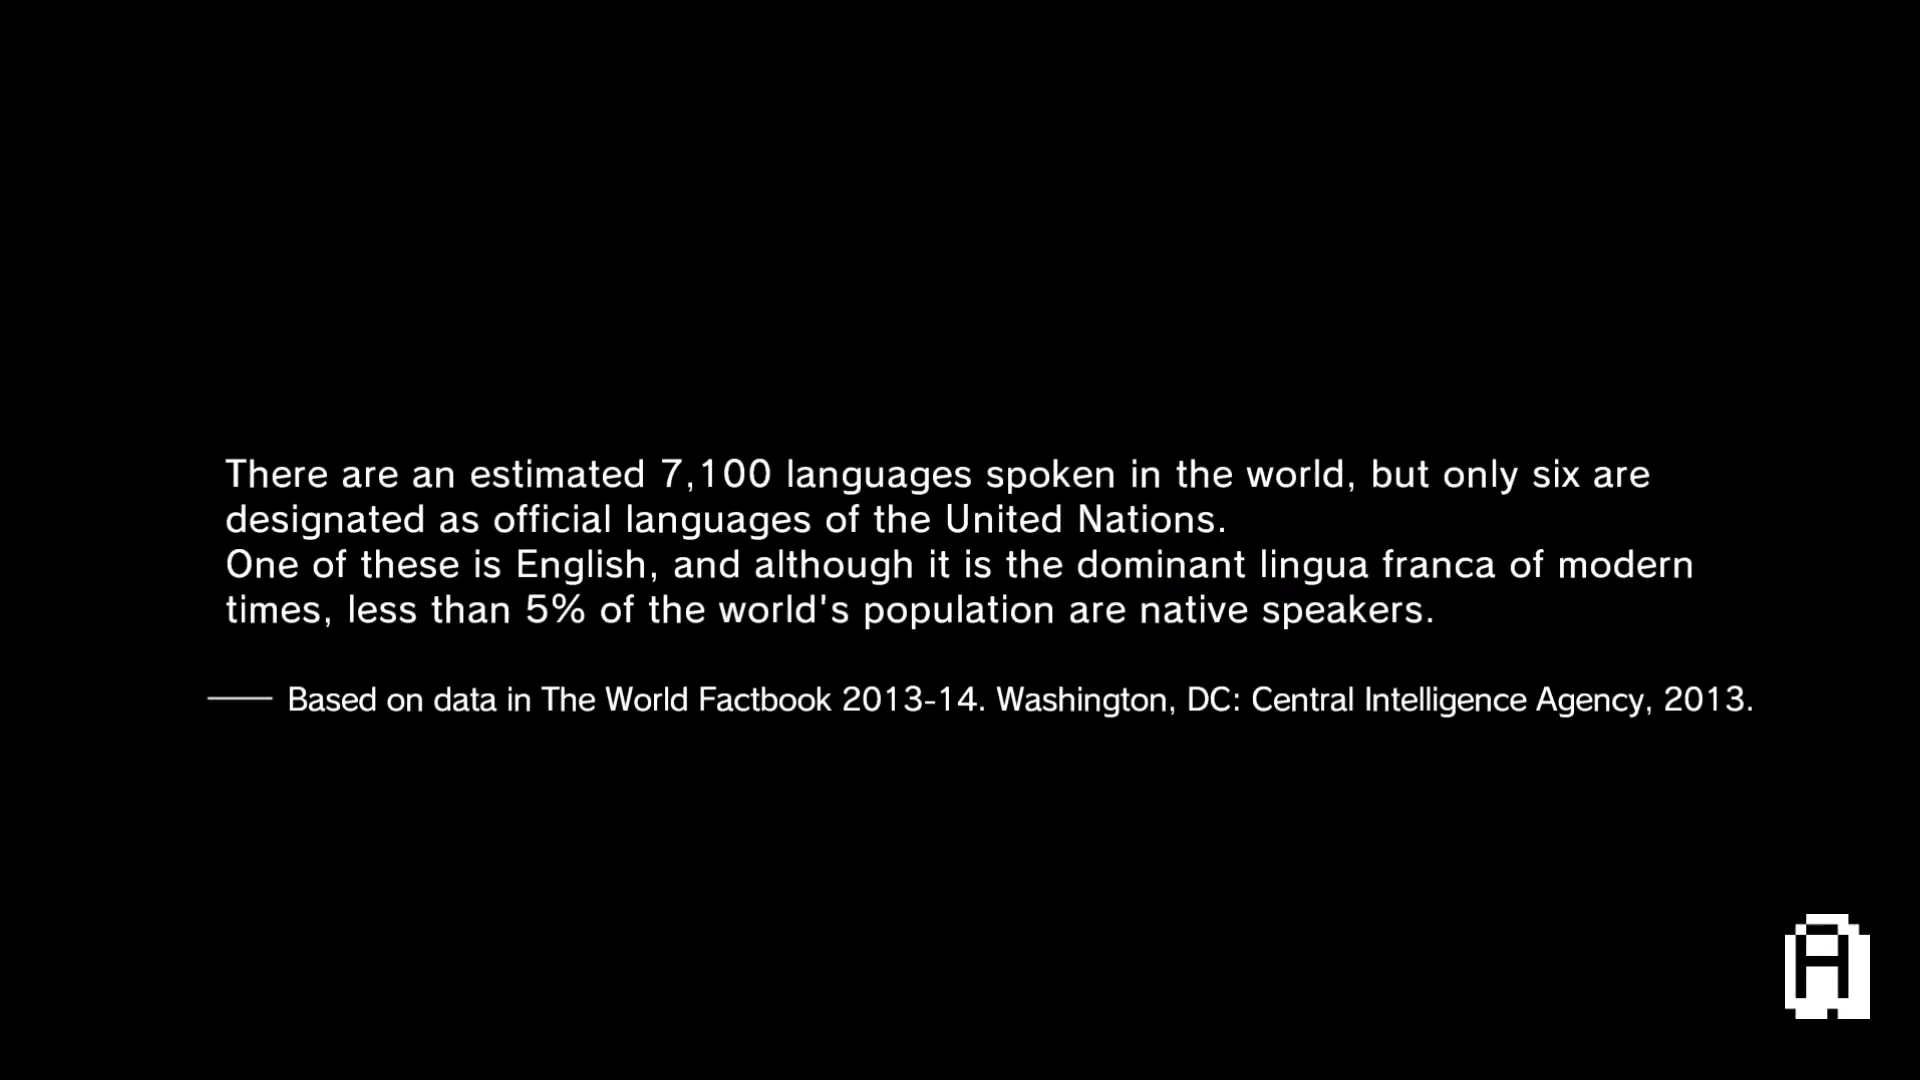 There are an estimated 7,100 languages spoken in the world, but only six are
designated as official languages of the United Nations.
One of these is English, and although it is the dominant lingua franca of modern
times, less than 5% of the world's population are native speakers.
—— Based on data in The World Factbook 2013-14. Washington, DC: Central Intelligence Agency, 2013.
A